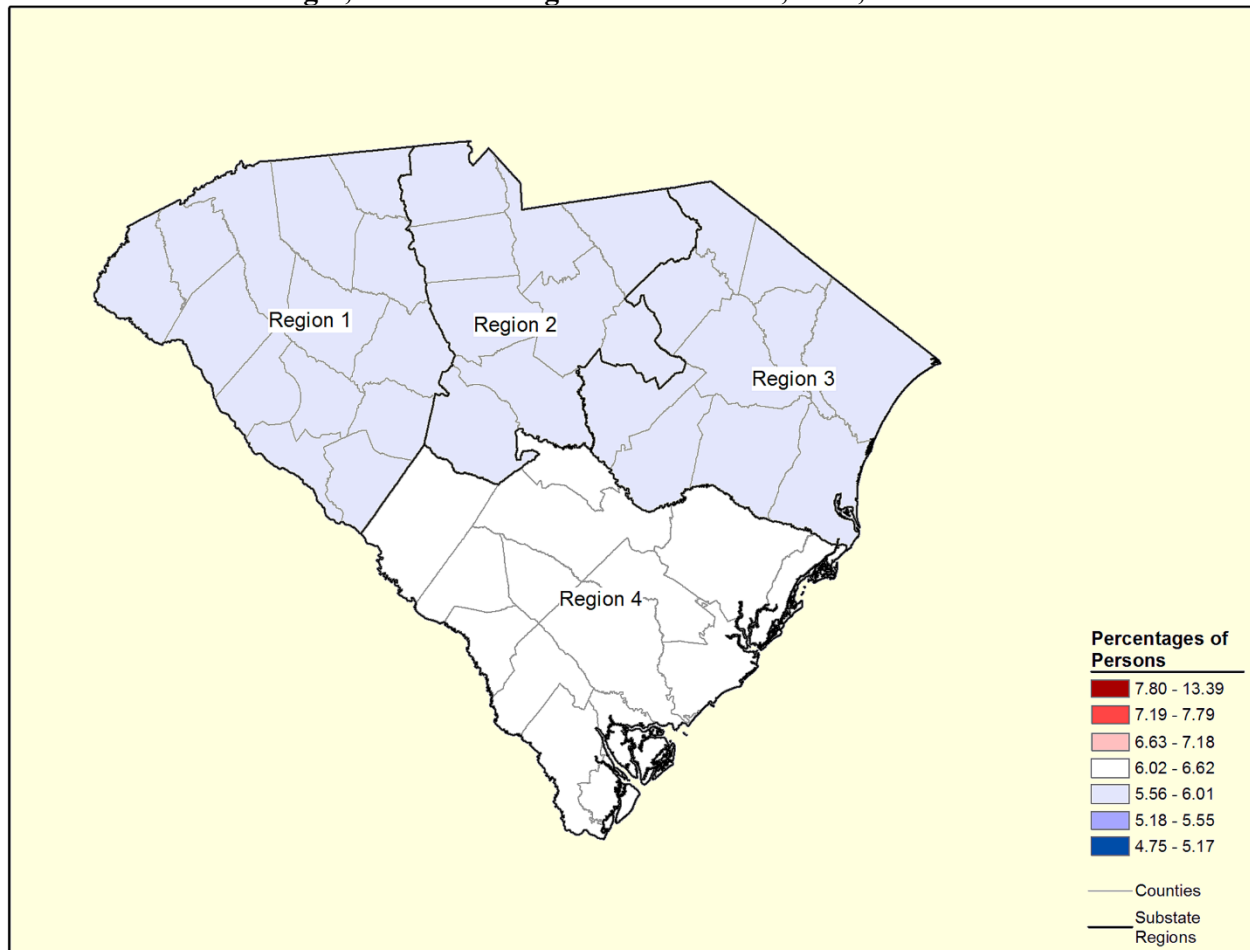 Region 1
Region 2
Region 3
Region 4
Percentages of
Persons
7.80 - 13.39
7.19 - 7.79
6.63 - 7.18
6.02 - 6.62
5.56 - 6.01
5.18 - 5.55
4.75 - 5.17
Counties
Substate
Regions